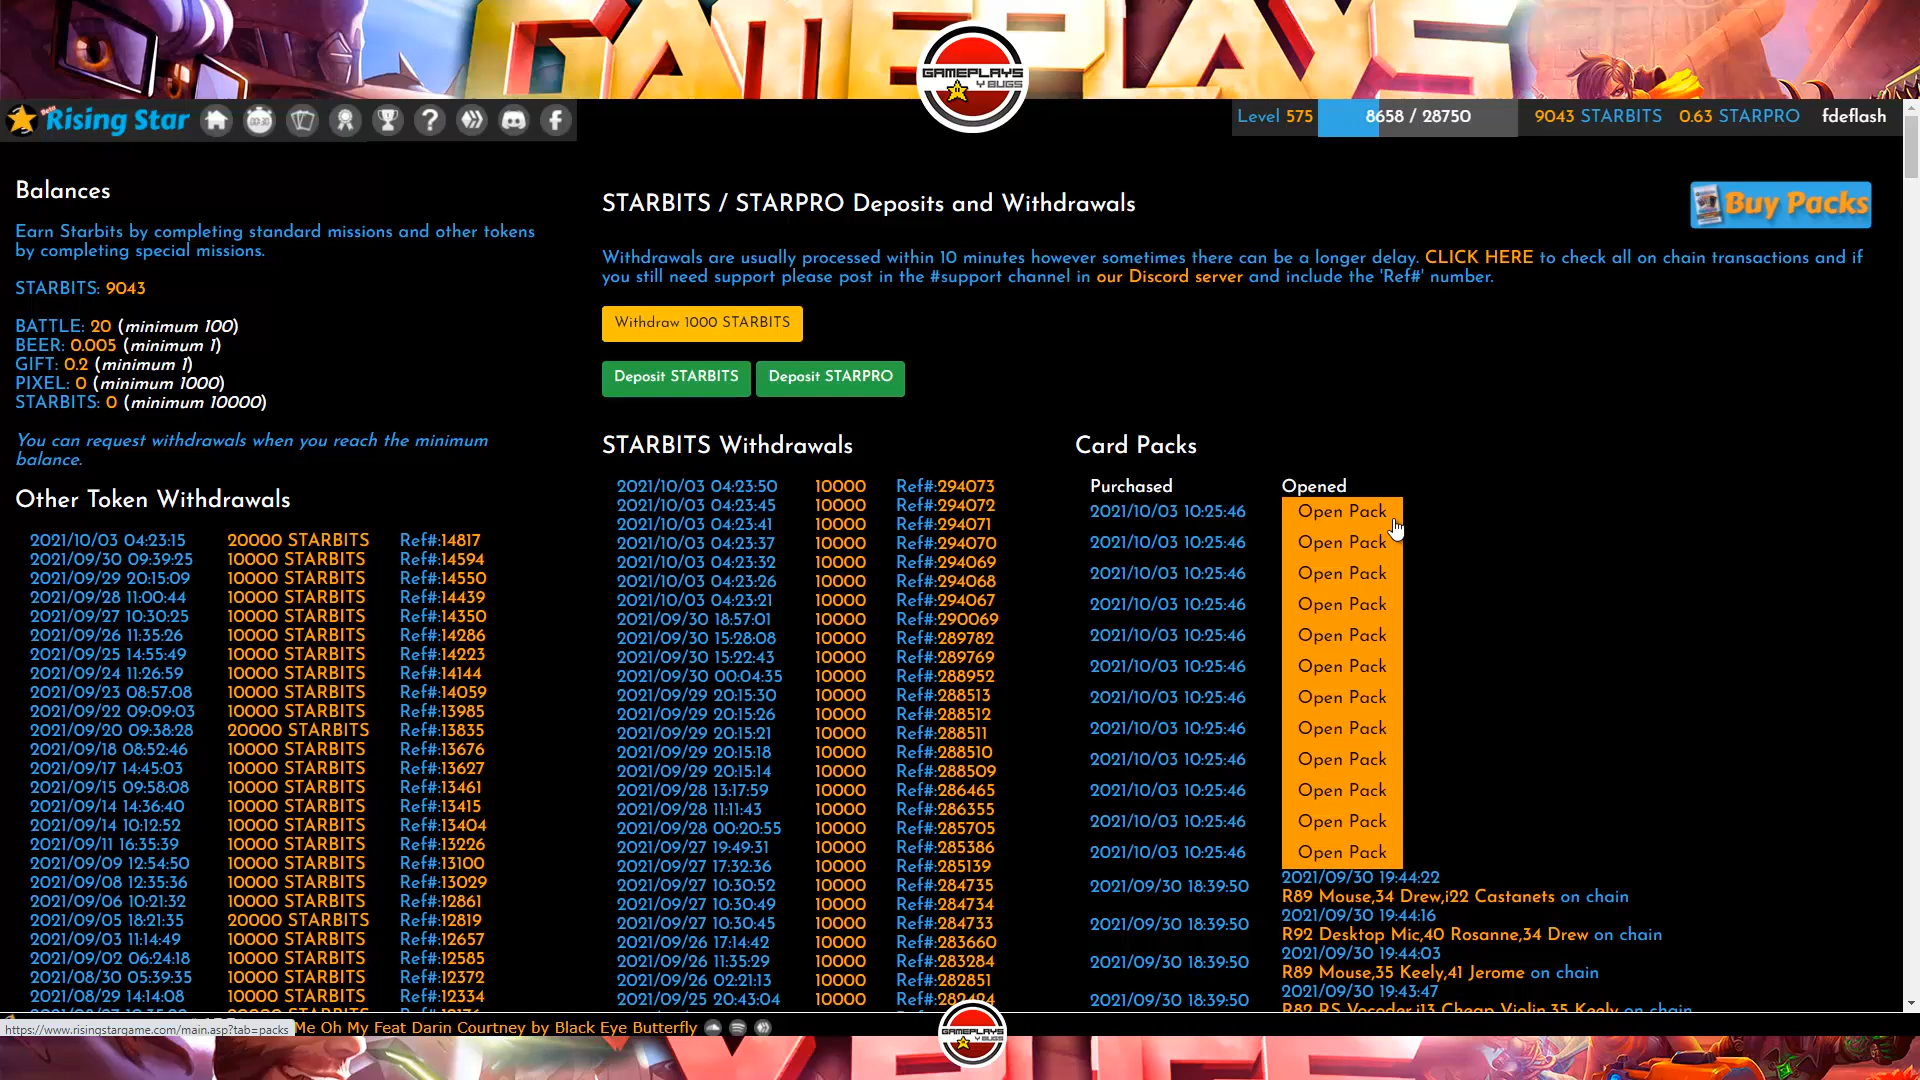 GAMEPLAYS
GAMEPLAYS
Y BUGS
Beta
Rising Star
00:30
?
Level 575
8658 / 28750
9043 STARBITS
0.63 STARPRO
fdeflash
Balances
Earn Starbits by completing standard missions and other tokens
by completing special missions.
STARBITS: 9043
BATTLE: 20 (minimum 100)
BEER: 0.005 (minimum 1)
GIFT: 0.2 (minimum 1)
PIXEL: 0 (minimum 1000)
STARBITS: 0 (minimum 10000)
You can request withdrawals when you reach the minimum
balance.
Other Token Withdrawals
2021/10/03 04:23:15 20000 STARBITS Ref#:14817
2021/09/30 09:39:25 10000 STARBITS Ref#:14594
2021/09/29 20:15:09 10000 STARBITS Ref#:14550
2021/09/28 11:00:44 10000 STARBITS Ref#:14439
2021/09/27 10:30:25 10000 STARBITS Ref#:14350
2021/09/26 11:35:26 10000 STARBITS Ref#:14286
2021/09/25 14:55:49 10000 STARBITS Ref#:14223
2021/09/24 11:26:59 10000 STARBITS Ref#:14144
2021/09/23 08:57:08 10000 STARBITS Ref#:14059
2021/09/22 09:09:03 10000 STARBITS Ref#:13985
2021/09/20 09:38:28 20000 STARBITS Ref#:13835
2021/09/18 08:52:46 10000 STARBITS Ref#:13676
2021/09/17 14:45:03 10000 STARBITS Ref#:13627
2021/09/15 09:58:08 10000 STARBITS Ref#:13461
2021/09/14 14:36:40 10000 STARBITS Ref#:13415
2021/09/14 10:12:52 10000 STARBITS Ref#:13404
2021/09/11 16:35:39 10000 STARBITS Ref#:13226
2021/09/09 12:54:50 10000 STARBITS Ref#:13100
2021/09/08 12:35:36 10000 STARBITS Ref#:13029
2021/09/06 10:21:32 10000 STARBITS Ref#:12861
2021/09/05 18:21:35 20000 STARBITS Ref#:12819
2021/09/03 11:14:49 10000 STARBITS Ref#:12657
2021/09/02 06:24:18 10000 STARBITS Ref#:12585
2021/08/30 05:39:35 10000 STARBITS Ref#:12372
2021/08/29 14:14:08 10000 STARBITS Ref#:12334
STARBITS / STARPRO Deposits and Withdrawals
Buy Packs
Withdrawals are usually processed within 10 minutes however sometimes there can be a longer delay. CLICK HERE to check all on chain transactions and if
you still need support please post in the #support channel in our Discord server and include the 'Ref#' number.
Withdraw 1000 STARBITS
Deposit STARBITS
Deposit STARPRO
STARBITS Withdrawals
2021/10/03 04:23:50 10000 Ref#:294073
2021/10/03 04:23:45 10000 Ref#:294072
2021/10/03 04:23:41 10000 Ref#:294071
2021/10/03 04:23:37 10000 Ref#:294070
2021/10/03 04:23:32 10000 Ref#:294069
2021/10/03 04:23:26 10000 Ref#:294068
2021/10/03 04:23:21 10000 Ref#:294067
2021/09/30 18:57:01 10000 Ref#:290069
2021/09/30 15:28:08 10000 Ref#:289782
2021/09/30 15:22:43 10000 Ref#:289769
2021/09/30 00:04:35 10000 Ref#:288952
2021/09/29 20:15:30 10000 Ref#:288513
2021/09/29 20:15:26 10000 Ref#:288512
2021/09/29 20:15:21 10000 Ref#:288511
2021/09/29 20:15:18 10000 Ref#:288510
2021/09/29 20:15:14 10000 Ref#:288509
2021/09/28 13:17:59 10000 Ref#:286465
2021/09/28 11:11:43 10000 Ref#:286355
2021/09/28 00:20:55 10000 Ref#:285705
2021/09/27 19:49:31 10000 Ref#:285386
2021/09/27 17:32:36 10000 Ref#:285139
2021/09/27 10:30:52 10000 Ref#:284735
2021/09/27 10:30:49 10000 Ref#:284734
2021/09/27 10:30:45 10000 Ref#:284733
2021/09/26 17:14:42 10000 Ref#:283660
2021/09/26 11:35:29 10000 Ref#:283284
2021/09/26 02:21:13 10000 Ref#:282851
2021/09/25 20:43:04 10000 Ref#:282424
Card Packs
Purchased Opened
2021/10/03 10:25:46 Open Pack
2021/10/03 10:25:46 Open Pack
2021/10/03 10:25:46 Open Pack
2021/10/03 10:25:46 Open Pack
2021/10/03 10:25:46 Open Pack
2021/10/03 10:25:46 Open Pack
2021/10/03 10:25:46 Open Pack
2021/10/03 10:25:46 Open Pack
2021/10/03 10:25:46 Open Pack
2021/10/03 10:25:46 Open Pack
2021/10/03 10:25:46 Open Pack
2021/10/03 10:25:46 Open Pack
2021/09/30 19:44:22
2021/09/30 18:39:50
R89 Mouse,34 Drew,i22 Castanets on chain
2021/09/30 19:44:16
2021/09/30 18:39:50
R92 Desktop Mic,40 Rosanne,34 Drew on chain
2021/09/30 19:44:03
2021/09/30 18:39:50
R89 Mouse,35 Keely,41 Jerome on chain
2021/09/30 19:43:47
2021/09/30 18:39:50
R82 RS Vocoder,i13 Cheap Violin,35 Keely on chain
https://www.risingstargame.com/main.asp?tab=packs
Me Oh My Feat Darin Courtney by Black Eye Butterfly
GAMEPLAYS
Y BUGS